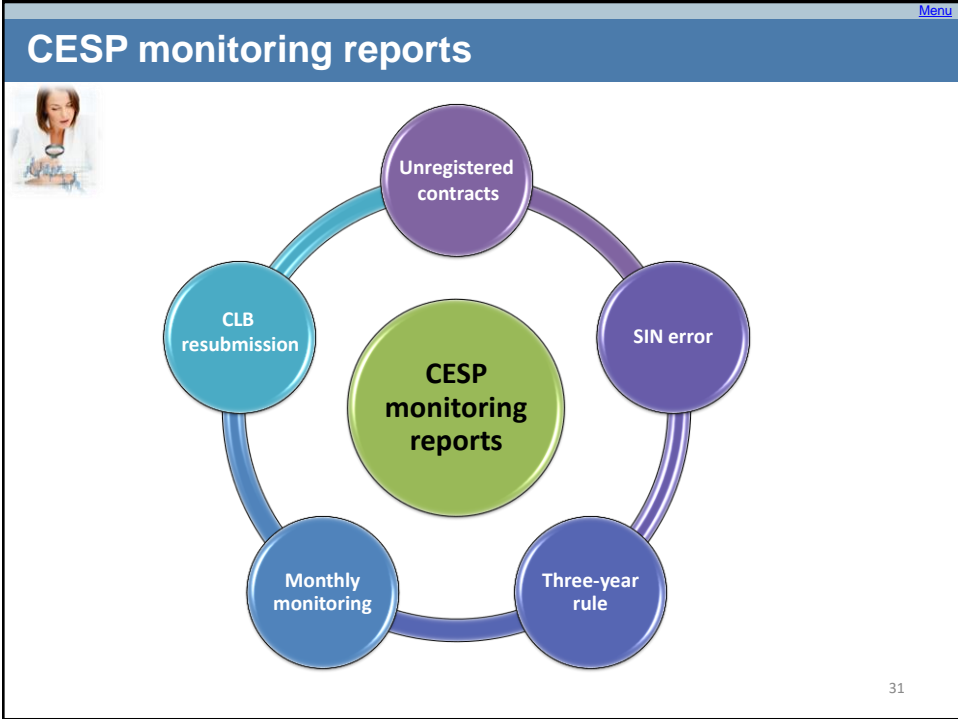 Menu
CESP monitoring reports
Unregistered
contracts
SIN error
Three-year
rule
Monthly
monitoring
CLB
resubmission
CESP
monitoring
reports
31